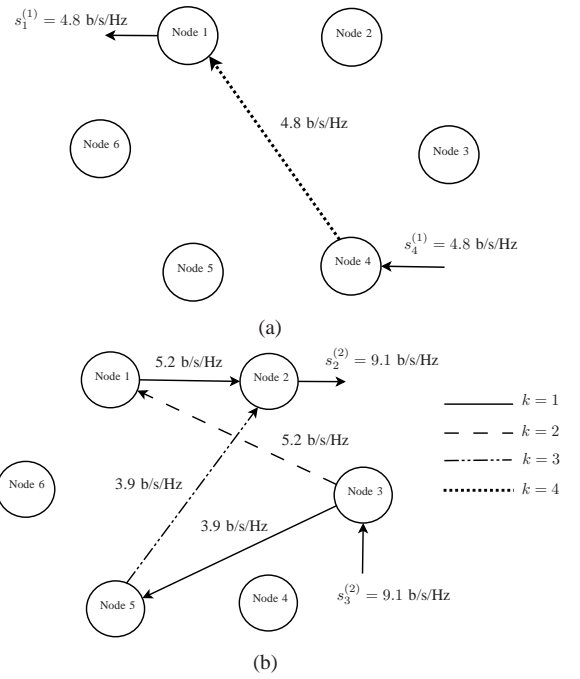 s_1^{(1)} = 4.8 b/s/Hz
Node 1
Node 2
4.8 b/s/Hz
Node 6
Node 3
s_4^{(1)} = 4.8 b/s/Hz
Node 5
Node 4
(a)
5.2 b/s/Hz
s_2^{(2)} = 9.1 b/s/Hz
Node 1
Node 2
k = 1
5.2 b/s/Hz
k = 2
k = 3
Node 6
3.9 b/s/Hz
Node 3
k = 4
3.9 b/s/Hz
s_3^{(2)} = 9.1 b/s/Hz
Node 5
Node 4
(b)